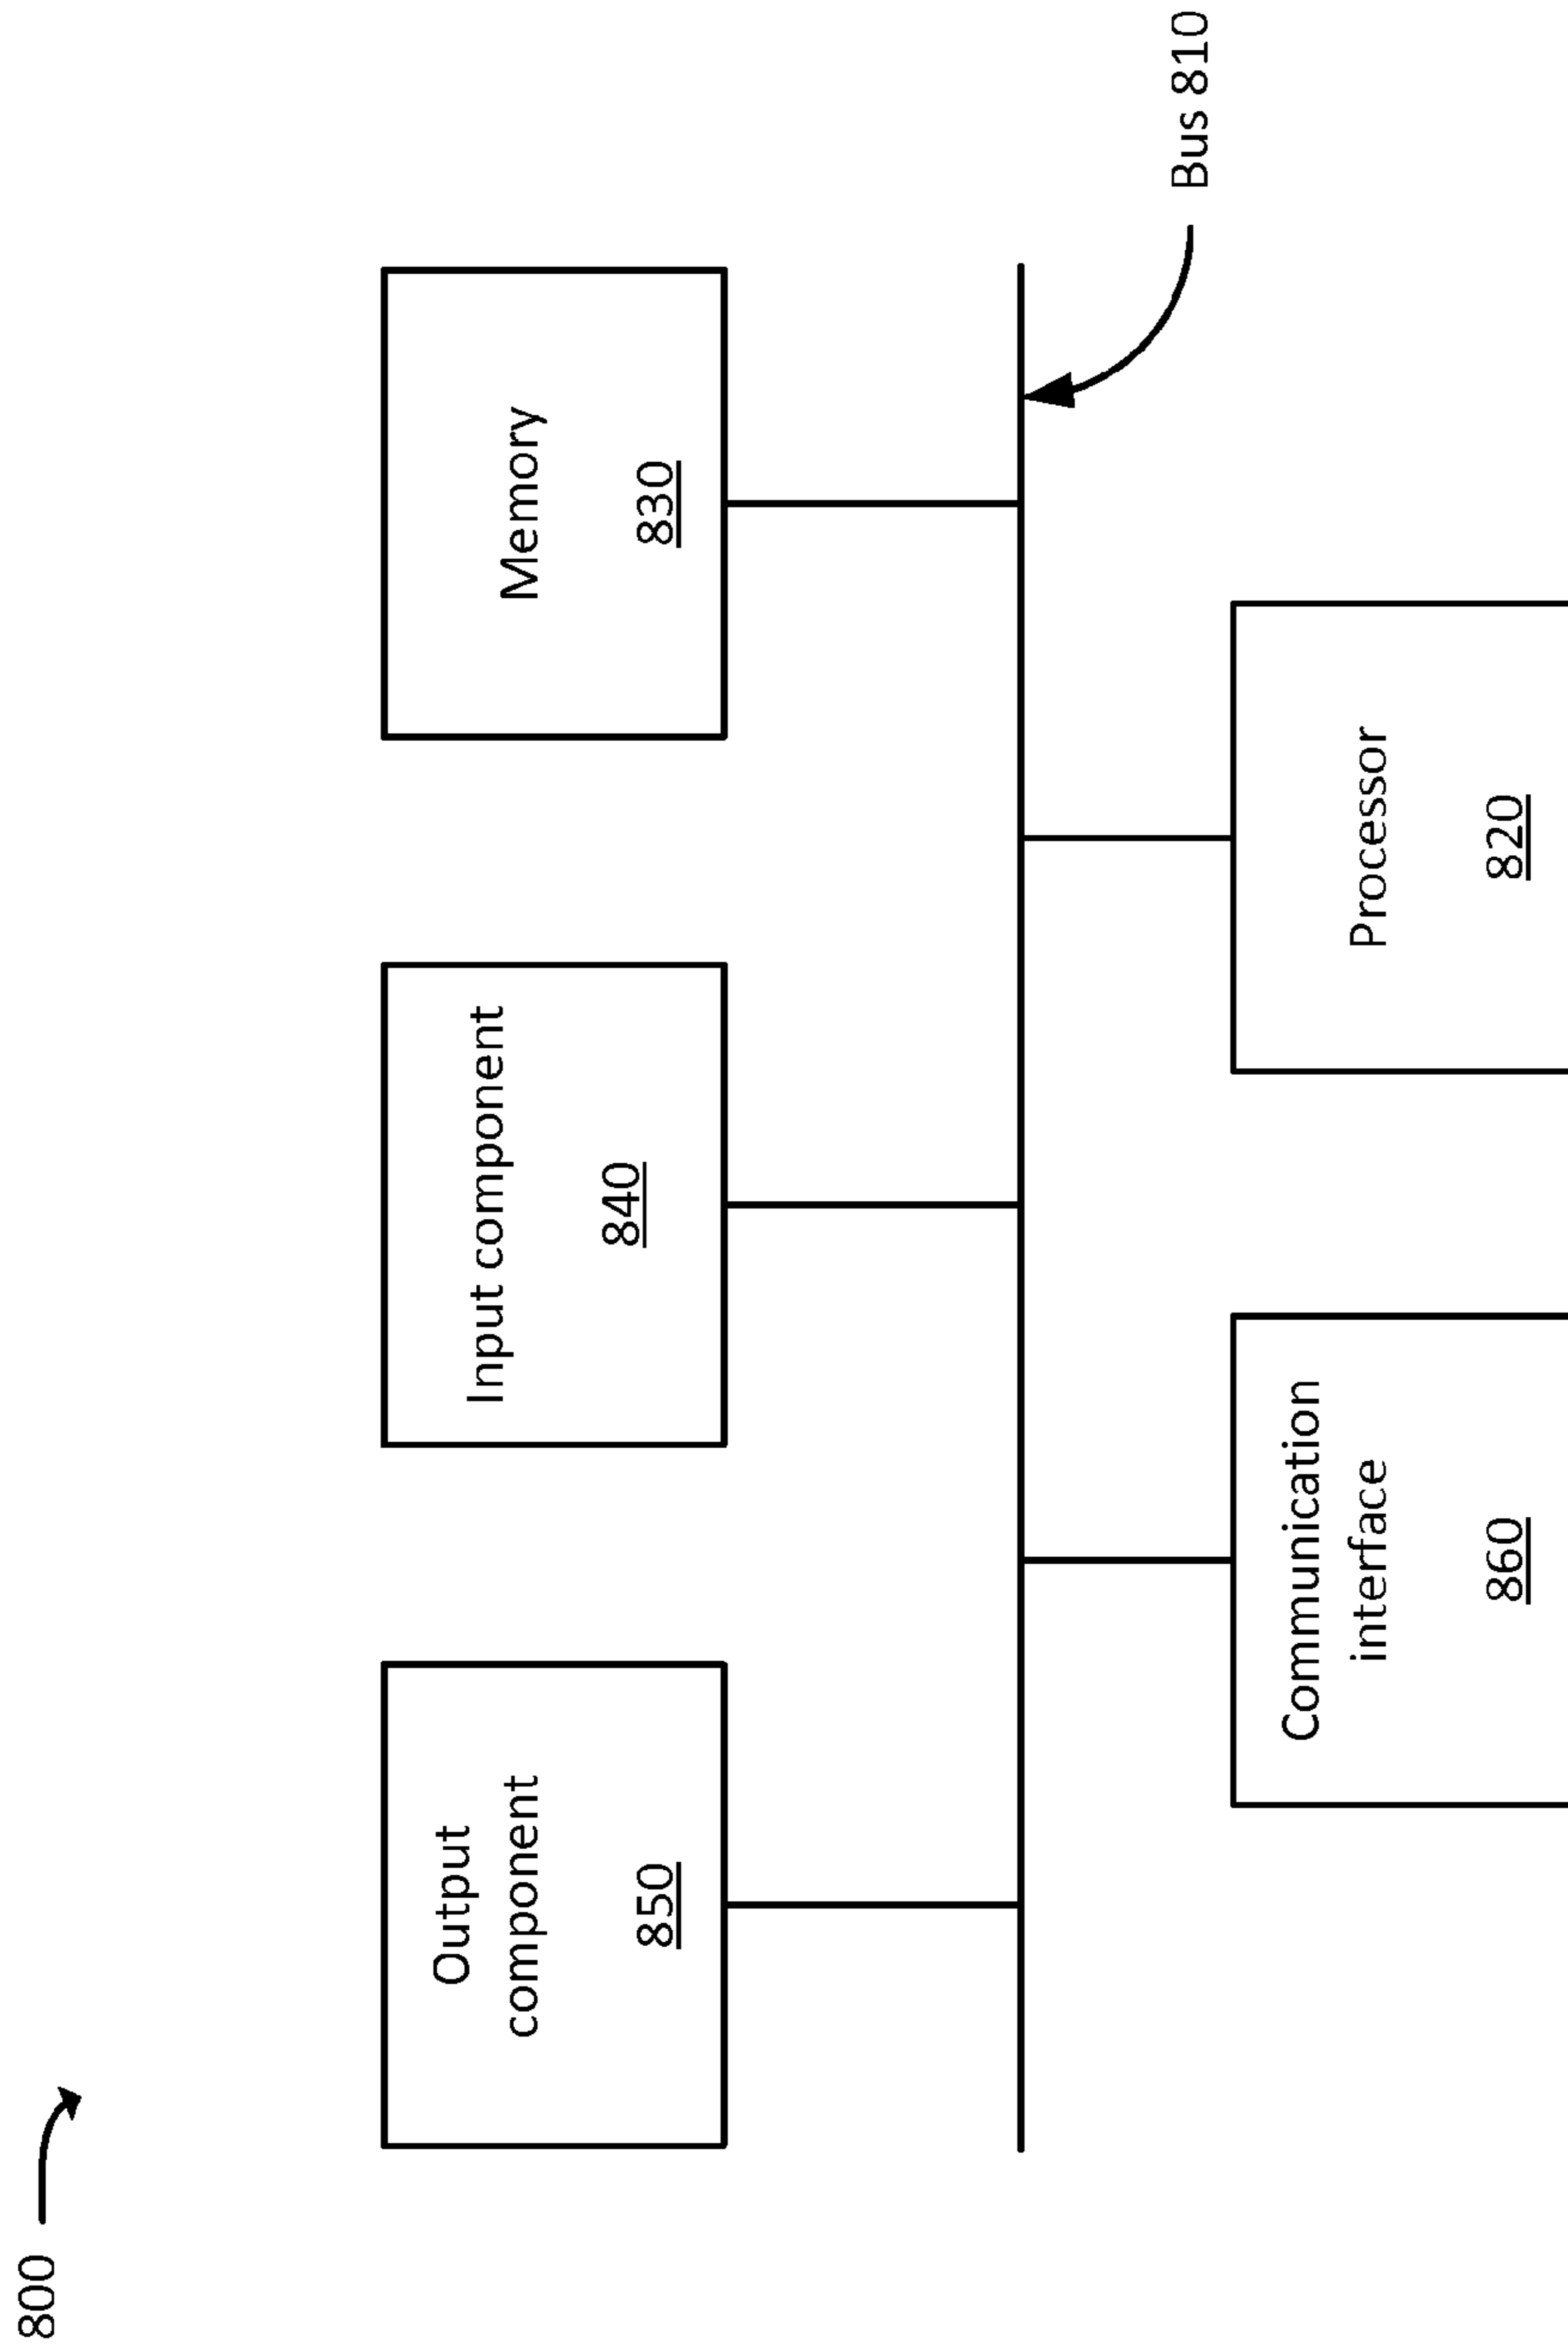 800
Output
component
850
Input component
840
Memory
830
Bus 810
Communication
interface
860
Processor
820